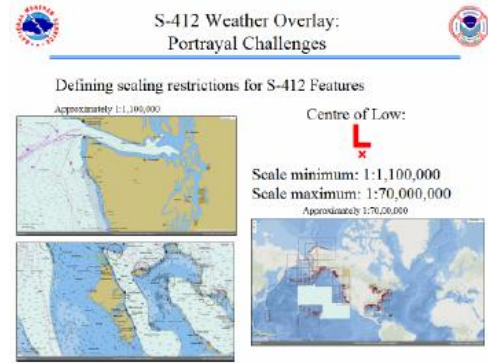 S-412 Weather Overlay:
Portrayal Challenges
Defining scaling restrictions for S-412 Features
Approximately 1:1,100,000
Centre of Low:
L
×
Scale minimum: 1:1,100,000
Scale maximum: 1:70,000,000
Approximately 1:70,00,000